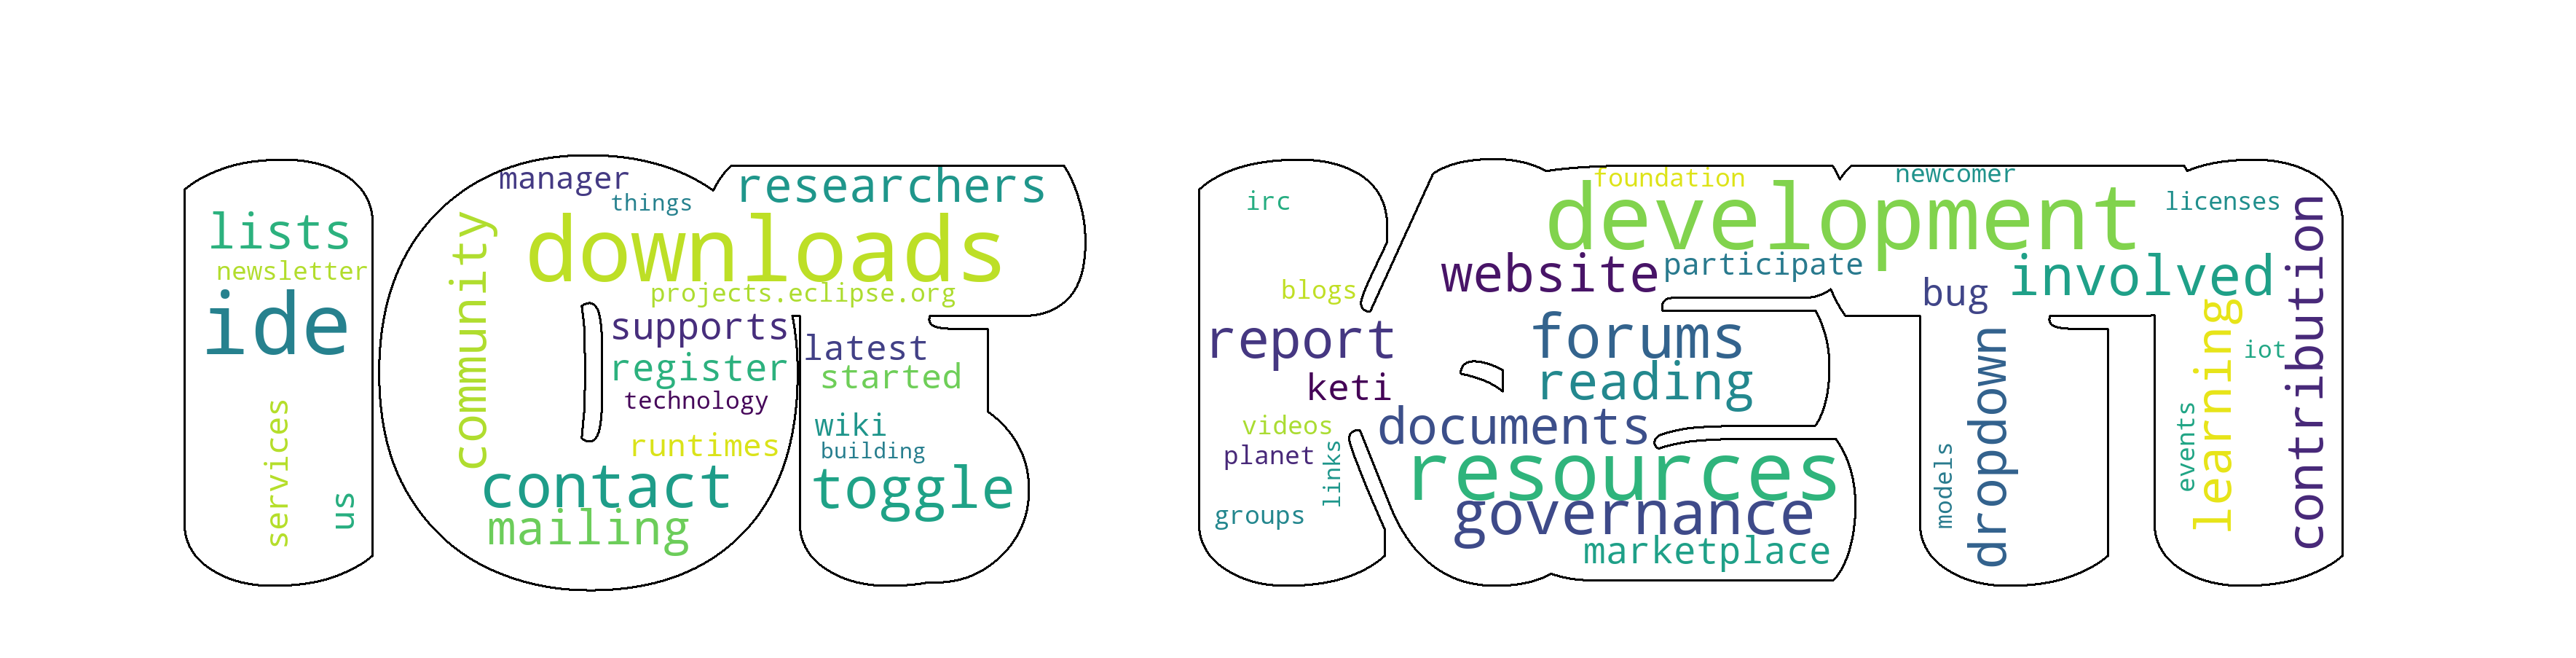 lists
newsletter
ide
services
us
manager
things
researchers
community
downloads
projects.eclipse.org
supports
latest
register
started
technology
wiki
runtimes
building
contact
toggle
mailing
irc
blogs
report
keti
videos
planet
links
groups
foundation
newcomer
development
licenses
website
participate
involved
bug
contribution
forums
reading
documents
resources
governance
marketplace
dropdown
models
learning
iot
events